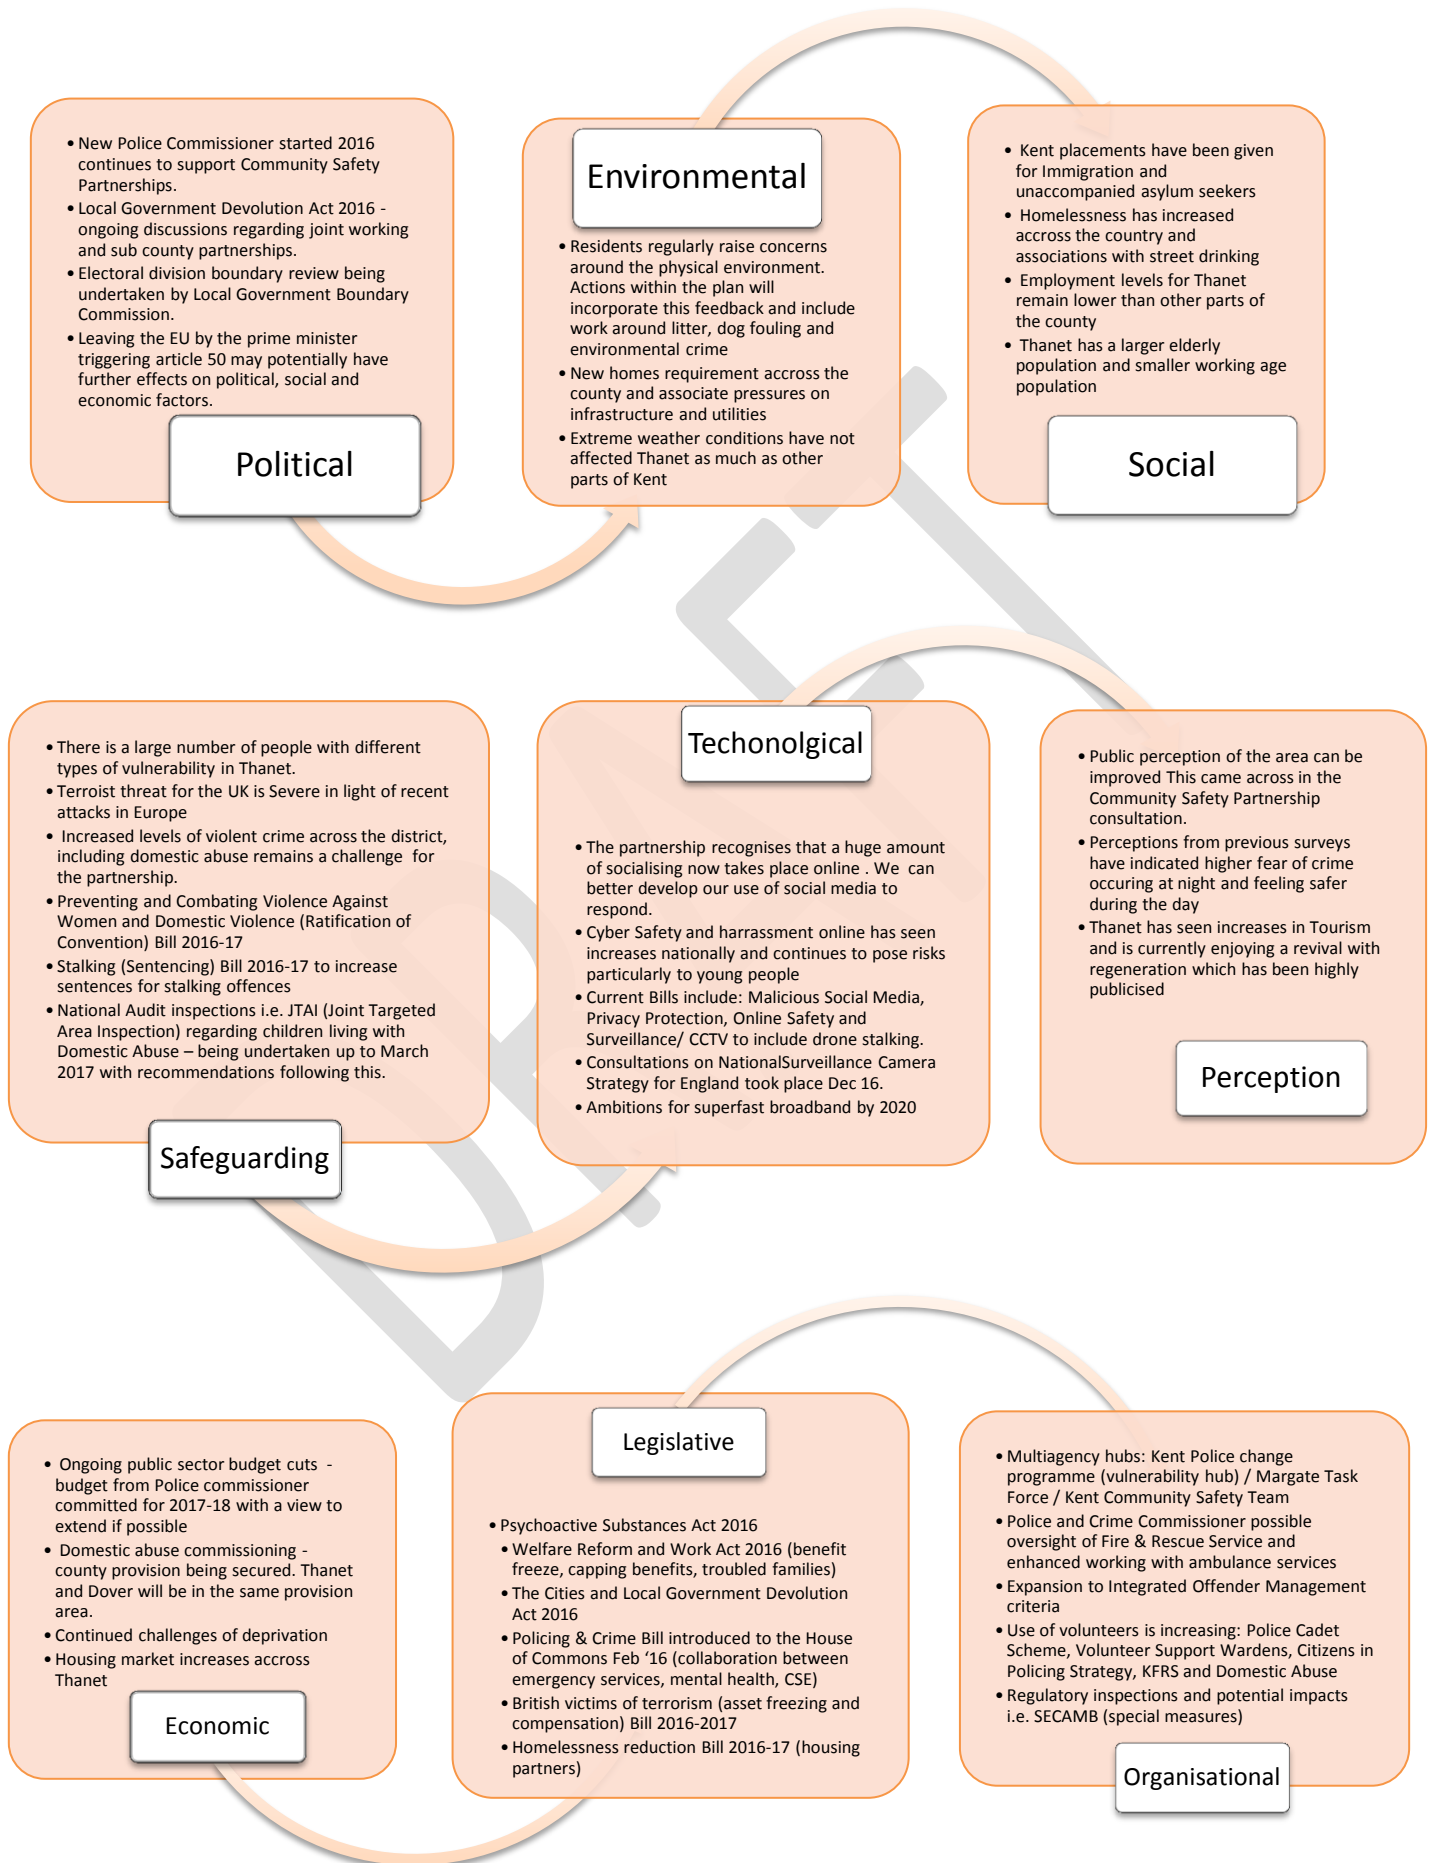 • New Police Commissioner started 2016
continues to support Community Safety
Partnerships.
• Local Government Devolution Act 2016 -
ongoing discussions regarding joint working
and sub county partnerships.
• Electoral division boundary review being
undertaken by Local Government Boundary
Commission.
• Leaving the EU by the prime minister
triggering article 50 may potentially have
further effects on political, social and
economic factors.
Political
Environmental
• Residents regularly raise concerns
around the physical environment.
Actions within the plan will
incorporate this feedback and include
work around litter, dog fouling and
environmental crime
• New homes requirement accross the
county and associate pressures on
infrastructure and utilities
• Extreme weather conditions have not
affected Thanet as much as other
parts of Kent
• Kent placements have been given
for Immigration and
unaccompanied asylum seekers
• Homelessness has increased
accross the country and
associations with street drinking
• Employment levels for Thanet
remain lower than other parts of
the county
• Thanet has a larger elderly
population and smaller working age
population
Social
• There is a large number of people with different
types of vulnerability in Thanet.
• Terroist threat for the UK is Severe in light of recent
attacks in Europe
• Increased levels of violent crime across the district,
including domestic abuse remains a challenge for
the partnership.
• Preventing and Combating Violence Against
Women and Domestic Violence (Ratification of
Convention) Bill 2016-17
• Stalking (Sentencing) Bill 2016-17 to increase
sentences for stalking offences
• National Audit inspections i.e. JTAI (Joint Targeted
Area Inspection) regarding children living with
Domestic Abuse – being undertaken up to March
2017 with recommendations following this.
Safeguarding
Techonolgical
• The partnership recognises that a huge amount
of socialising now takes place online . We can
better develop our use of social media to
respond.
• Cyber Safety and harrassment online has seen
increases nationally and continues to pose risks
particularly to young people
• Current Bills include: Malicious Social Media,
Privacy Protection, Online Safety and
Surveillance/ CCTV to include drone stalking.
• Consultations on NationalSurveillance Camera
Strategy for England took place Dec 16.
• Ambitions for superfast broadband by 2020
• Public perception of the area can be
improved This came across in the
Community Safety Partnership
consultation.
• Perceptions from previous surveys
have indicated higher fear of crime
occuring at night and feeling safer
during the day
• Thanet has seen increases in Tourism
and is currently enjoying a revival with
regeneration which has been highly
publicised
Perception
• Ongoing public sector budget cuts -
budget from Police commissioner
committed for 2017-18 with a view to
extend if possible
• Domestic abuse commissioning -
county provision being secured. Thanet
and Dover will be in the same provision
area.
• Continued challenges of deprivation
• Housing market increases accross
Thanet
Economic
Legislative
• Psychoactive Substances Act 2016
• Welfare Reform and Work Act 2016 (benefit
freeze, capping benefits, troubled families)
• The Cities and Local Government Devolution
Act 2016
• Policing & Crime Bill introduced to the House
of Commons Feb ‘16 (collaboration between
emergency services, mental health, CSE)
• British victims of terrorism (asset freezing and
compensation) Bill 2016-2017
• Homelessness reduction Bill 2016-17 (housing
partners)
• Multiagency hubs: Kent Police change
programme (vulnerability hub) / Margate Task
Force / Kent Community Safety Team
• Police and Crime Commissioner possible
oversight of Fire & Rescue Service and
enhanced working with ambulance services
• Expansion to Integrated Offender Management
criteria
• Use of volunteers is increasing: Police Cadet
Scheme, Volunteer Support Wardens, Citizens in
Policing Strategy, KFRS and Domestic Abuse
• Regulatory inspections and potential impacts
i.e. SECAMB (special measures)
Organisational
DRAFT